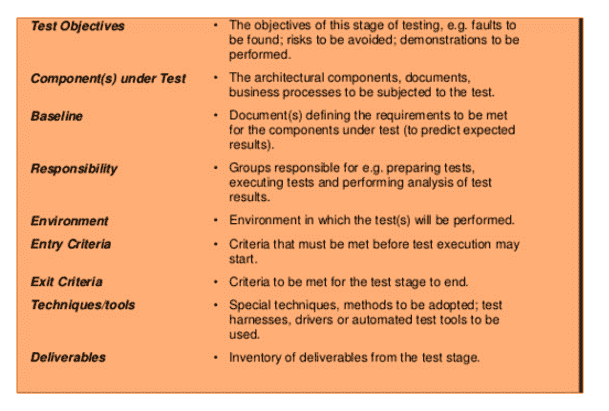 Test Objectives • The objectives of this stage of testing, e.g. faults to
be found; risks to be avoided; demonstrations to be
performed.
Component(s) under Test • The architectural components, documents,
business processes to be subjected to the test.
Baseline • Document(s) defining the requirements to be met
for the components under test (to predict expected
results).
Responsibility • Groups responsible for e.g. preparing tests,
executing tests and performing analysis of test
results.
Environment • Environment in which the test(s) will be performed.
Entry Criteria • Criteria that must be met before test execution may
start.
Exit Criteria • Criteria to be met for the test stage to end.
Techniques/tools • Special techniques, methods to be adopted; test
harnesses, drivers or automated test tools to be
used.
Deliverables • Inventory of deliverables from the test stage.